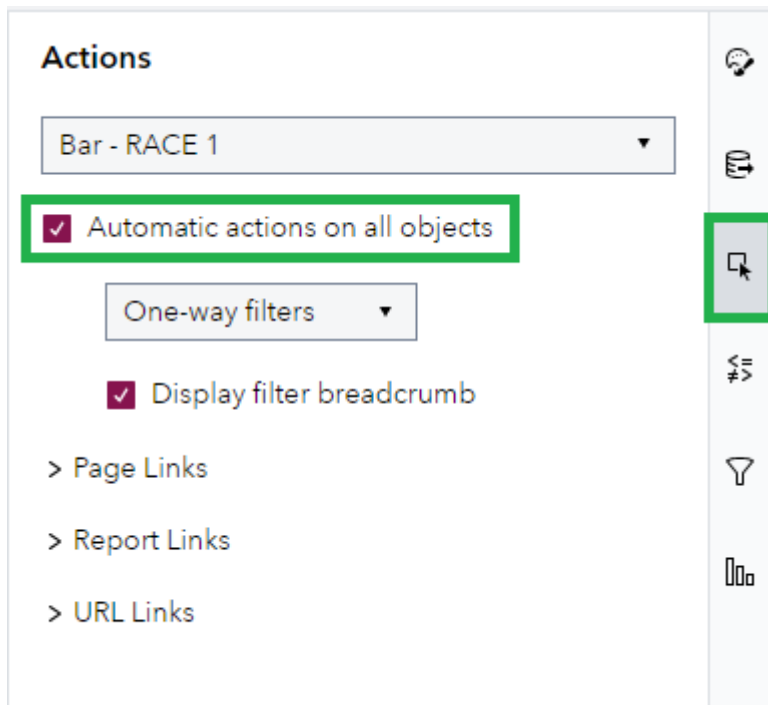 Actions
Bar - RACE 1
Automatic actions on all objects
One-way filters
Display filter breadcrumb
> Page Links
> Report Links
> URL Links